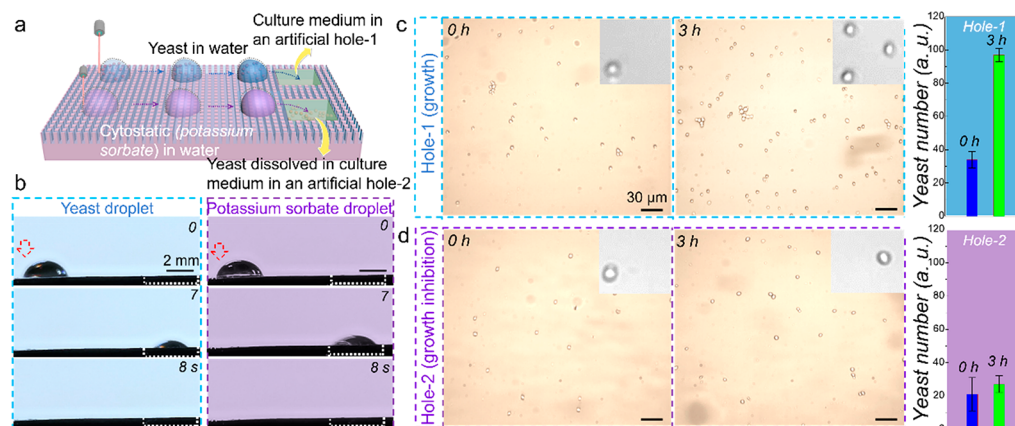 a
Culture medium in
an artificial hole-1
Yeast in water
Cytostatic (potassium
sorbate) in water
Yeast dissolved in culture
medium in an artificial hole-2
b
Yeast droplet
Potassium sorbate droplet
0
2 mm
7
8 s
0
7
8 s
c
Hole-1 (growth)
0 h
30 μm
3 h
Yeast number (a. u.)
120
100
80
60
40
20
0
Hole-1
0 h
3 h
d
Hole-2 (growth inhibition)
0 h
3 h
Yeast number (a. u.)
120
100
80
60
40
20
0
Hole-2
0 h
3 h